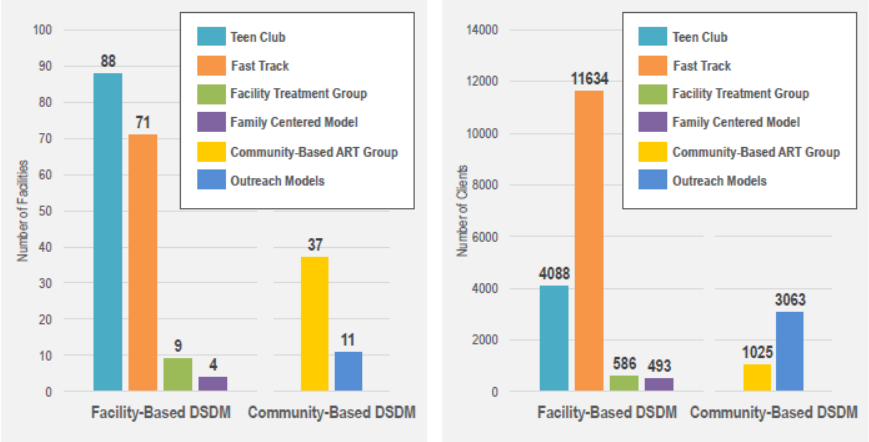 100
90
80
70
60
50
40
30
20
10
0
Number of Facilities
88
71
9
4
37
11
Teen Club
Fast Track
Facility Treatment Group
Family Centered Model
Community-Based ART Group
Outreach Models
Facility-Based DSDM
Community-Based DSDM
14000
12000
10000
8000
6000
4000
2000
0
Number of Clients
4088
11634
586
493
1025
3063
Teen Club
Fast Track
Facility Treatment Group
Family Centered Model
Community-Based ART Group
Outreach Models
Facility-Based DSDM
Community-Based DSDM